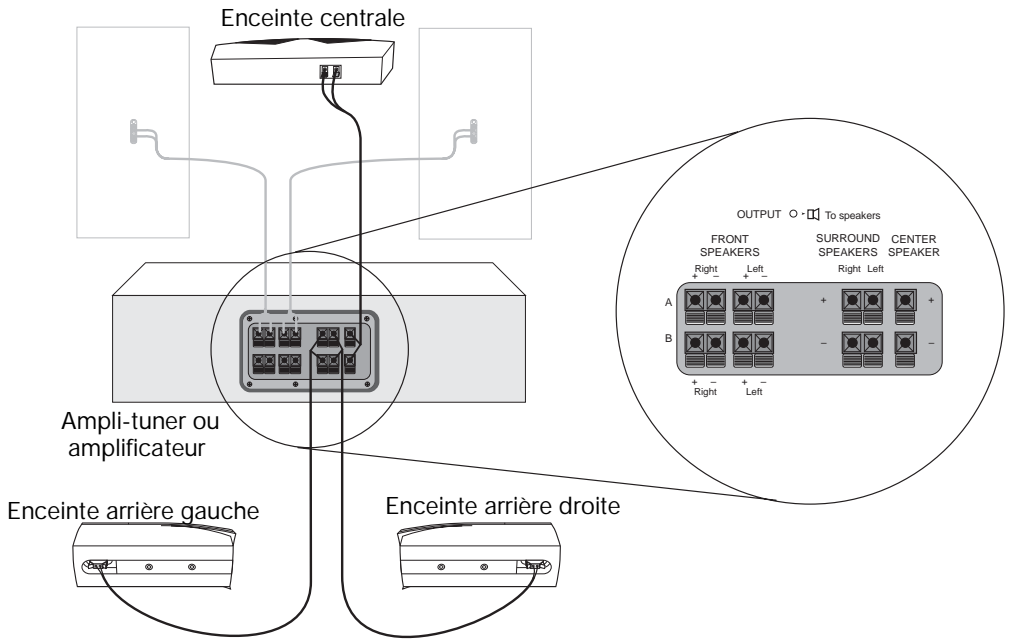 Enceinte centrale
OUTPUT To speakers
FRONT SPEAKERS
SURROUND SPEAKERS
CENTER SPEAKER
Right Left
+ – + –
Right Left
A + +
B – –
+ – + –
Right Left
Ampli-tuner ou
amplificateur
Enceinte arrière gauche
Enceinte arrière droite